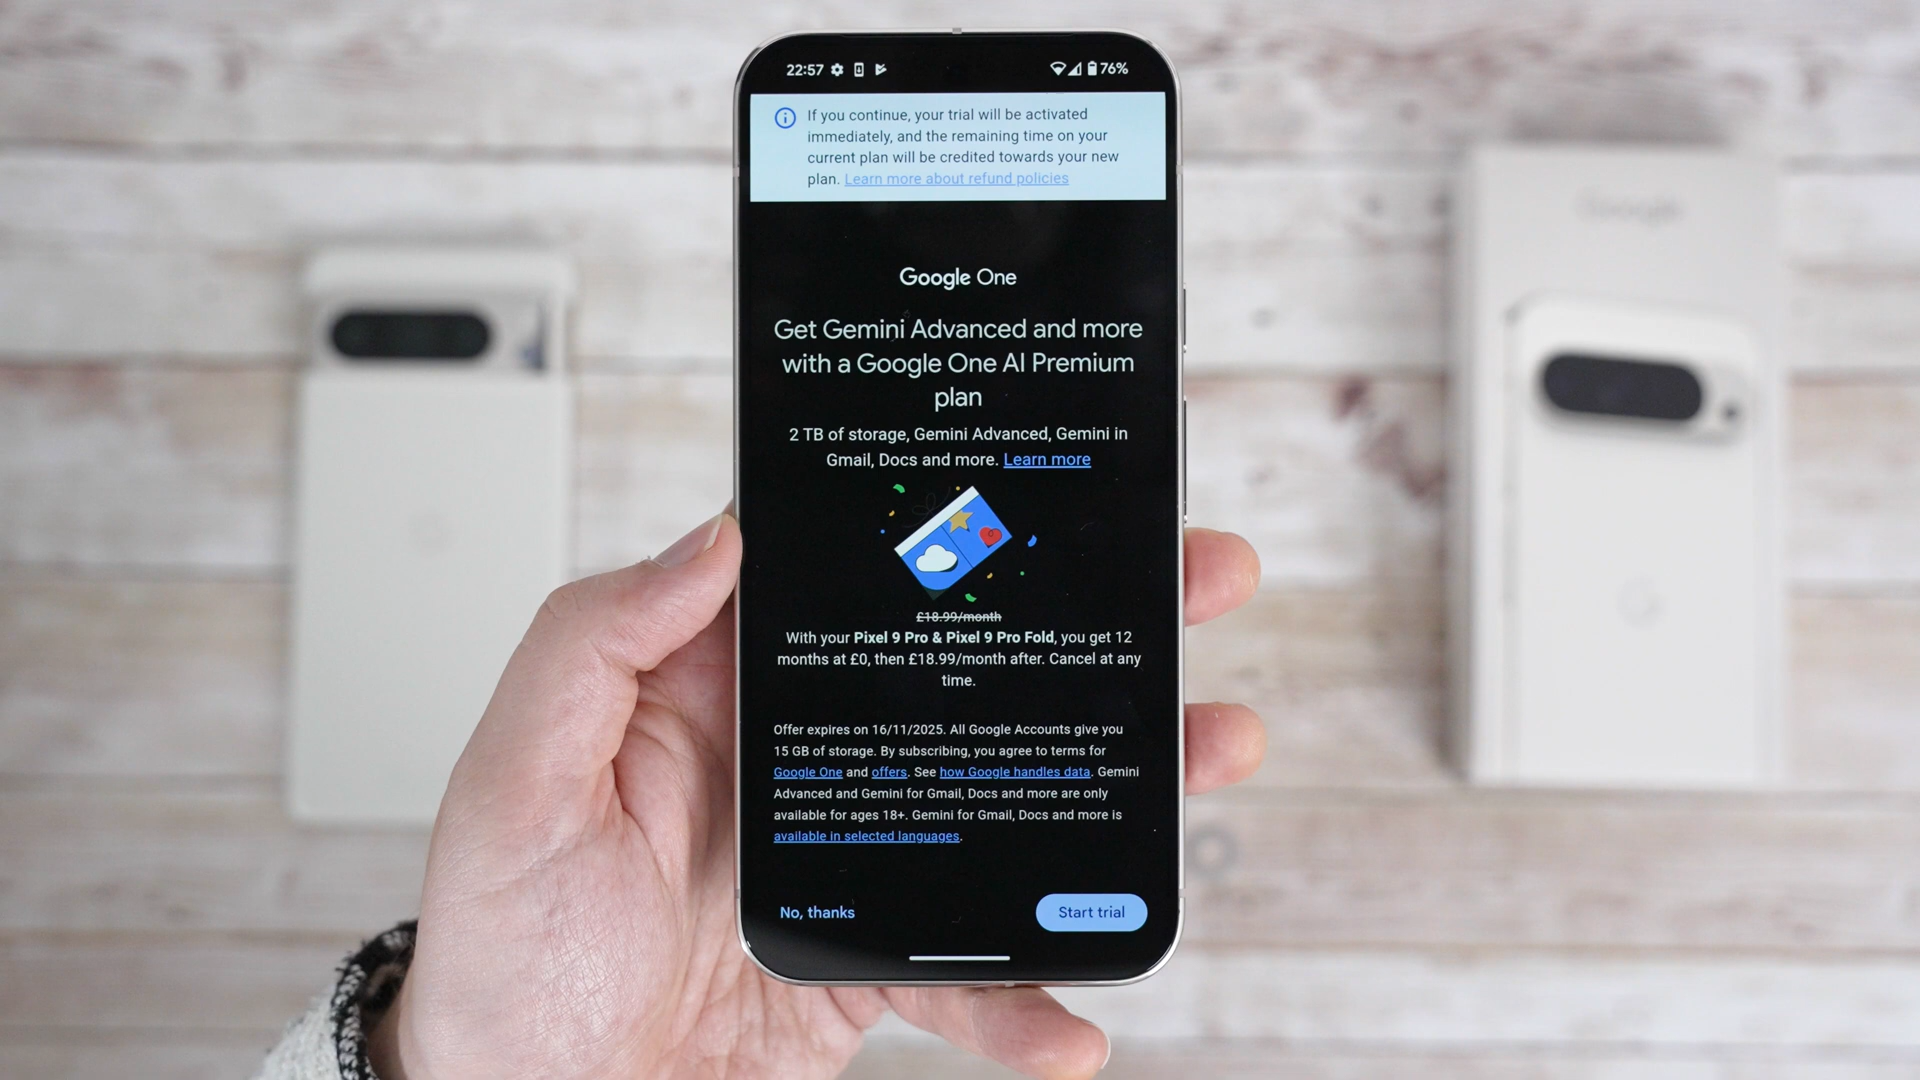 22:57
76%
If you continue, your trial will be activated
immediately, and the remaining time on your
current plan will be credited towards your new
plan. Learn more about refund policies
Google One
Get Gemini Advanced and more
with a Google One AI Premium
plan
2 TB of storage, Gemini Advanced, Gemini in
Gmail, Docs and more. Learn more
£18.99/month
With your Pixel 9 Pro & Pixel 9 Pro Fold, you get 12
months at £0, then £18.99/month after. Cancel at any
time.
Offer expires on 16/11/2025. All Google Accounts give you
15 GB of storage. By subscribing, you agree to terms for
Google One and offers. See how Google handles data. Gemini
Advanced and Gemini for Gmail, Docs and more are only
available for ages 18+. Gemini for Gmail, Docs and more is
available in selected languages.
No, thanks
Start trial
Google